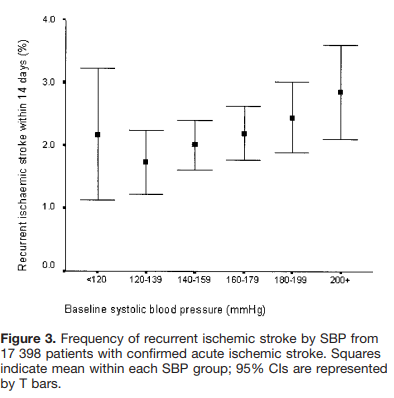 4.0
3.0
2.0
1.0
0.0
Recurrent ischaemic stroke within 14 days (%)
<120 120-139 140-159 160-179 180-199 200+
Baseline systolic blood pressure (mmHg)
Figure 3. Frequency of recurrent ischemic stroke by SBP from
17 398 patients with confirmed acute ischemic stroke. Squares
indicate mean within each SBP group; 95% CIs are represented
by T bars.